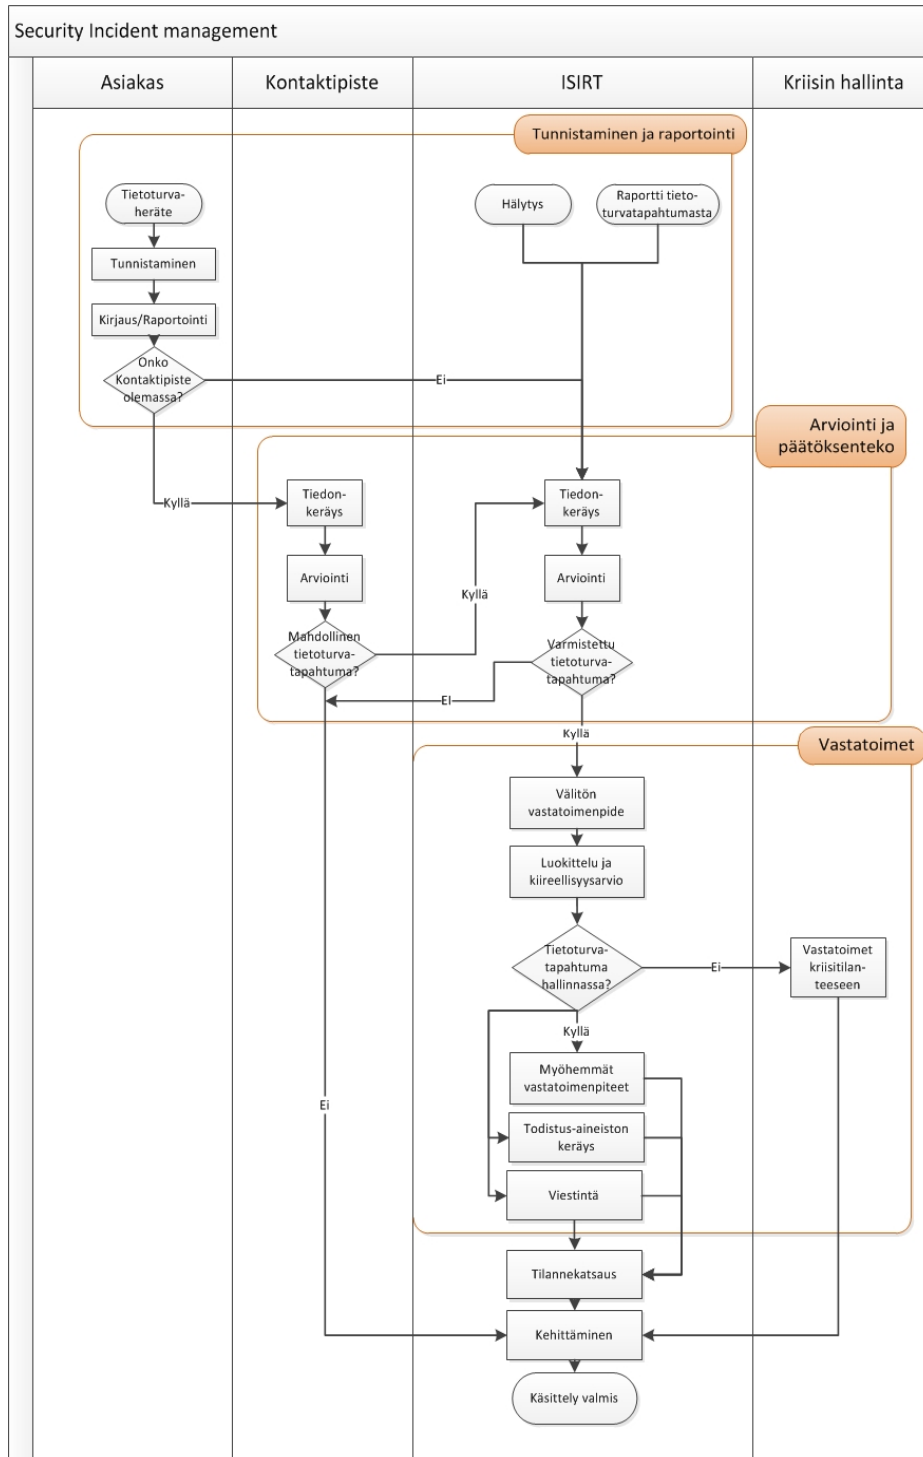 Security Incident management
Asiakas
Kontaktipiste
ISIRT
Kriisin hallinta
Tunnistaminen ja raportointi
Tietoturva-
heräte
Hälytys
Raportti tieto-
turvatapahtumasta
Tunnistaminen
Kirjaus/Raportointi
Onko
Kontaktipiste
olemassa?
Ei
Arviointi ja
päätöksenteko
Kyllä
Tiedon-
keräys
Tiedon-
keräys
Arviointi
Kyllä
Arviointi
Mahdollinen
tietoturva-
tapahtuma?
Varmistettu
tietoturva-
tapahtuma?
EI
Kyllä
Vastatoimet
Välitön
vastatoimenpide
Luokittelu ja
kiireellisyysarvio
Tietoturva-
tapahtuma
hallinnassa?
Ei
Vastatoimet
kriisitilan-
teeseen
Kyllä
Myöhemmät
vastatoimenpiteet
Ei
Todistus-aineiston
keräys
Viestintä
Tilannekatsaus
Kehittäminen
Käsittely valmis